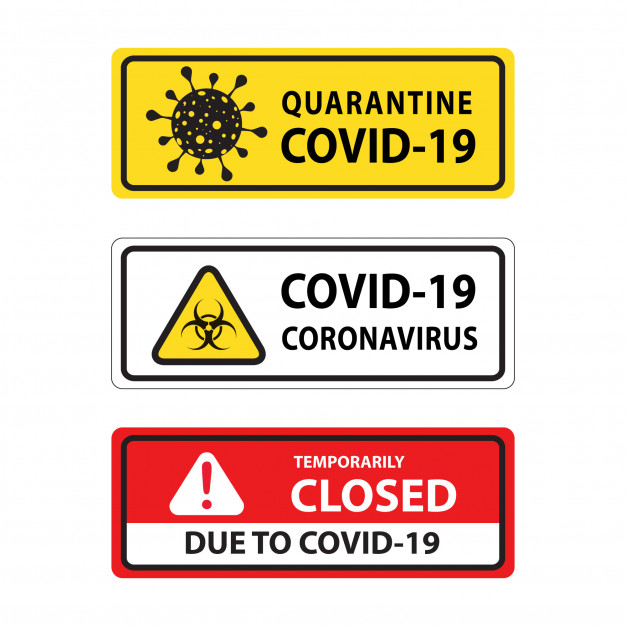 QUARANTINE
COVID-19
COVID-19
CORONAVIRUS
TEMPORARILY
CLOSED
DUE TO COVID-19